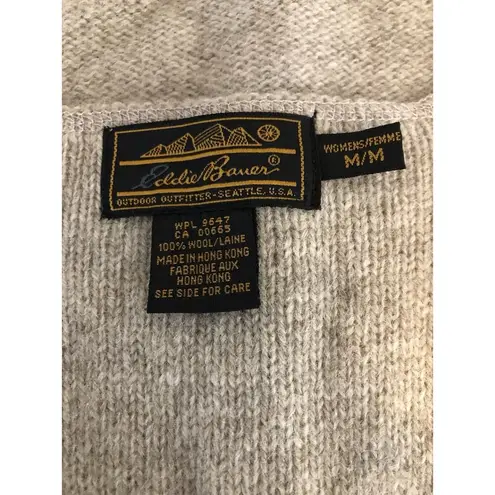 Eddie Bauer®
OUTDOOR OUTFITTER-SEATTLE, U.S.A.
WOMENS/FEMME
M/M
WPL 9647
CA 00665
100% WOOL/LAINE
MADE IN HONG KONG
FABRIQUE AUX
HONG KONG
SEE SIDE FOR CARE